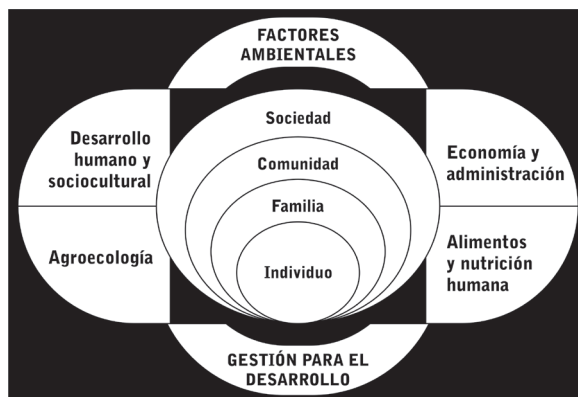 FACTORES
AMBIENTALES
Desarrollo
humano y
sociocultural
Sociedad
Comunidad
Familia
Individuo
Economía y
administración
Agroecología
Alimentos
y nutrición
humana
GESTIÓN PARA EL
DESARROLLO